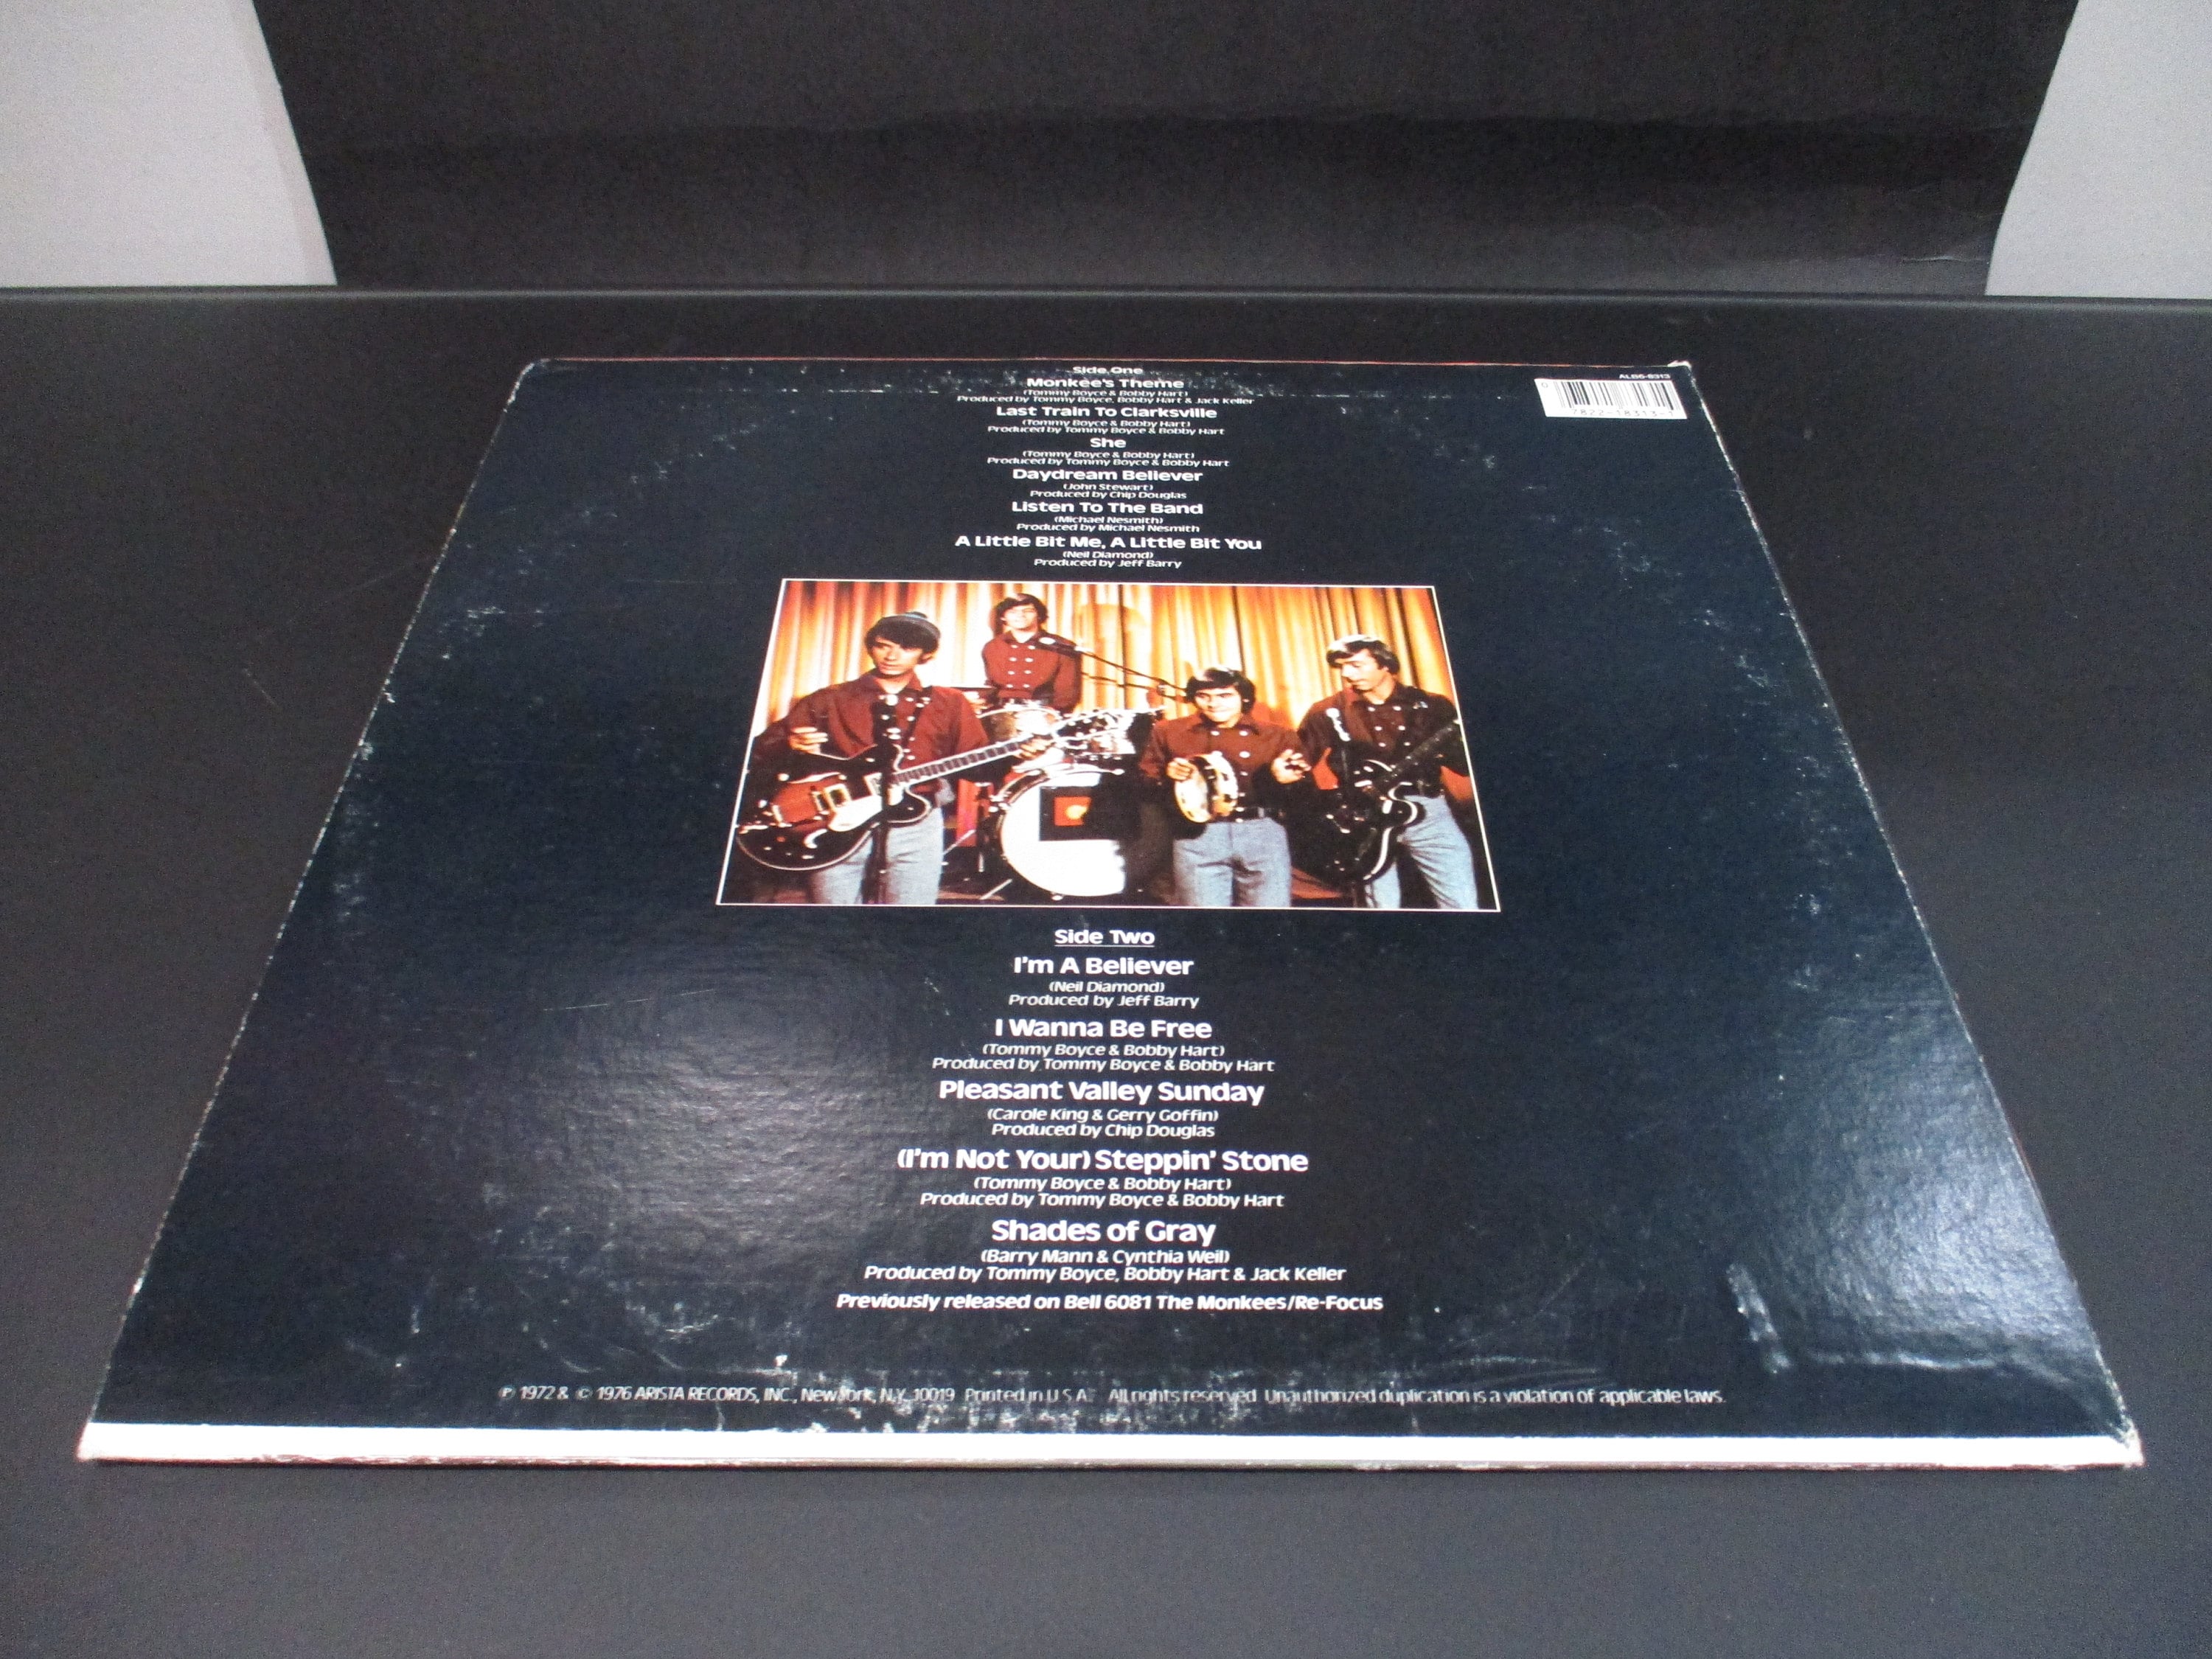 Side One
Monkee's Theme
(Tommy Boyce & Bobby Hart)
Produced by Tommy Boyce, Bobby Hart & Jack Keller
Last Train To Clarksville
(Tommy Boyce & Bobby Hart)
Produced by Tommy Boyce & Bobby Hart
She
(Tommy Boyce & Bobby Hart)
Produced by Tommy Boyce & Bobby Hart
Daydream Believer
(John Stewart)
Produced by Chip Douglas
Listen To The Band
(Michael Nesmith)
Produced by Michael Nesmith
A Little Bit Me, A Little Bit You
(Neil Diamond)
Produced by Jeff Barry
ALB6-8313
0 7822-18313-1
Side Two
I'm A Believer
(Neil Diamond)
Produced by Jeff Barry
I Wanna Be Free
(Tommy Boyce & Bobby Hart)
Produced by Tommy Boyce & Bobby Hart
Pleasant Valley Sunday
(Carole King & Gerry Goffin)
Produced by Chip Douglas
(I'm Not Your) Steppin' Stone
(Tommy Boyce & Bobby Hart)
Produced by Tommy Boyce & Bobby Hart
Shades of Gray
(Barry Mann & Cynthia Weil)
Produced by Tommy Boyce, Bobby Hart & Jack Keller
Previously released on Bell 6081 The Monkees/Re-Focus
℗ 1972 & © 1976 ARISTA RECORDS, INC., New York, N.Y. 10019 Printed in U.S.A. All rights reserved Unauthorized duplication is a violation of applicable laws.